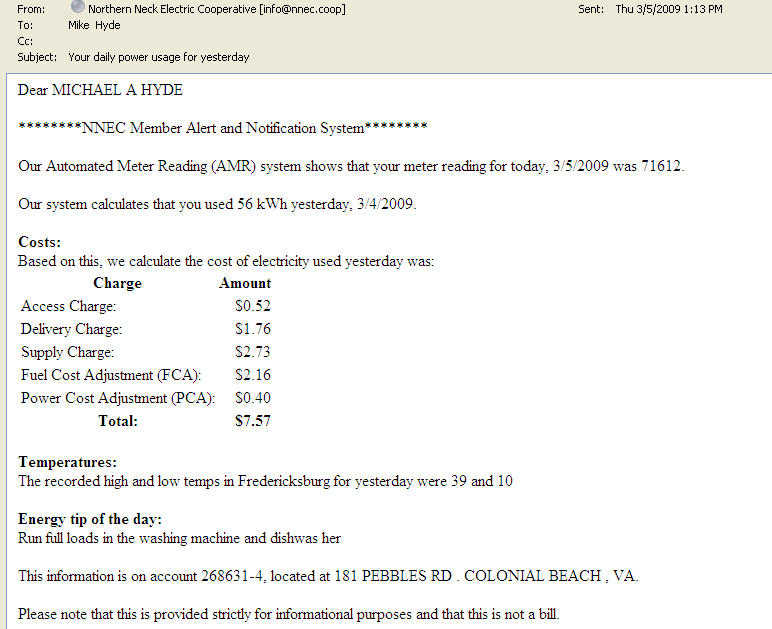 From: Northern Neck Electric Cooperative [info@nnec.coop] Sent: Thu 3/5/2009 1:13 PM
To: Mike Hyde
Cc:
Subject: Your daily power usage for yesterday
Dear MICHAEL A HYDE
********NNEC Member Alert and Notification System********
Our Automated Meter Reading (AMR) system shows that your meter reading for today, 3/5/2009 was 71612.
Our system calculates that you used 56 kWh yesterday, 3/4/2009.
Costs:
Based on this, we calculate the cost of electricity used yesterday was:
Charge Amount
Access Charge: $0.52
Delivery Charge: $1.76
Supply Charge: $2.73
Fuel Cost Adjustment (FCA): $2.16
Power Cost Adjustment (PCA): $0.40
Total: $7.57
Temperatures:
The recorded high and low temps in Fredericksburg for yesterday were 39 and 10
Energy tip of the day:
Run full loads in the washing machine and dishwas her
This information is on account 268631-4, located at 181 PEBBLES RD . COLONIAL BEACH , VA.
Please note that this is provided strictly for informational purposes and that this is not a bill.